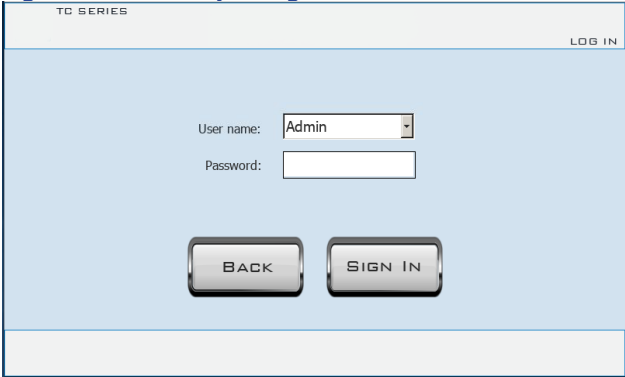 TC SERIES
LOG IN
User name: Admin
Password:
BACK SIGN IN